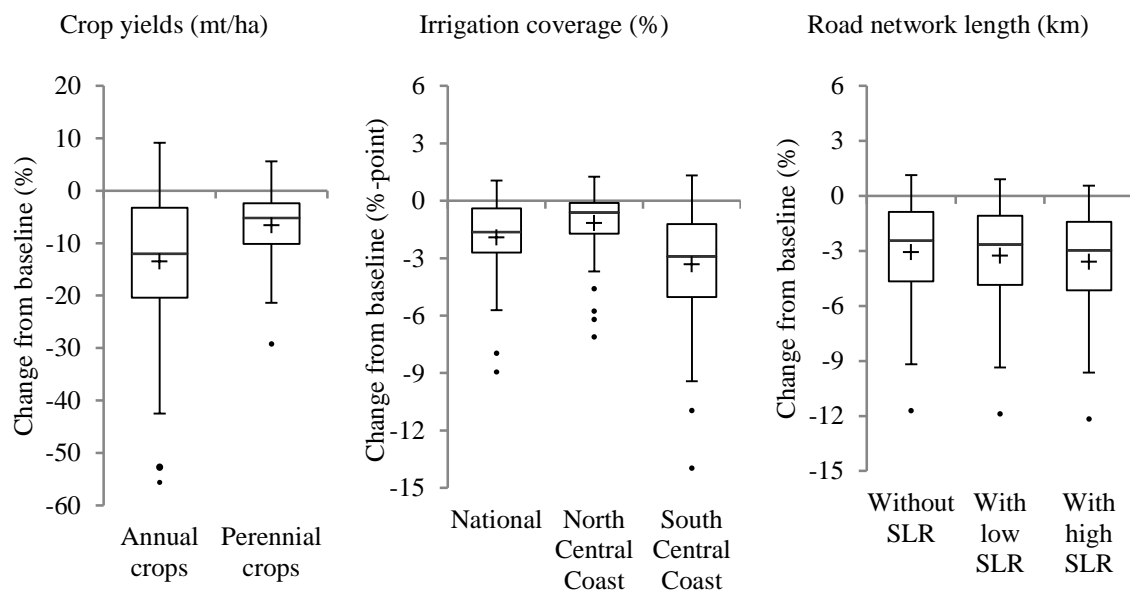 Crop yields (mt/ha)
Change from baseline (%)
20
10
0
-10
-20
-30
-40
-50
-60
Annual
crops
Perennial
crops
Irrigation coverage (%)
Change from baseline (%-point)
6
3
0
-3
-6
-9
-12
-15
National
North
Central
Coast
South
Central
Coast
Road network length (km)
Change from baseline (%)
6
3
0
-3
-6
-9
-12
-15
Without
SLR
With
low
SLR
With
high
SLR